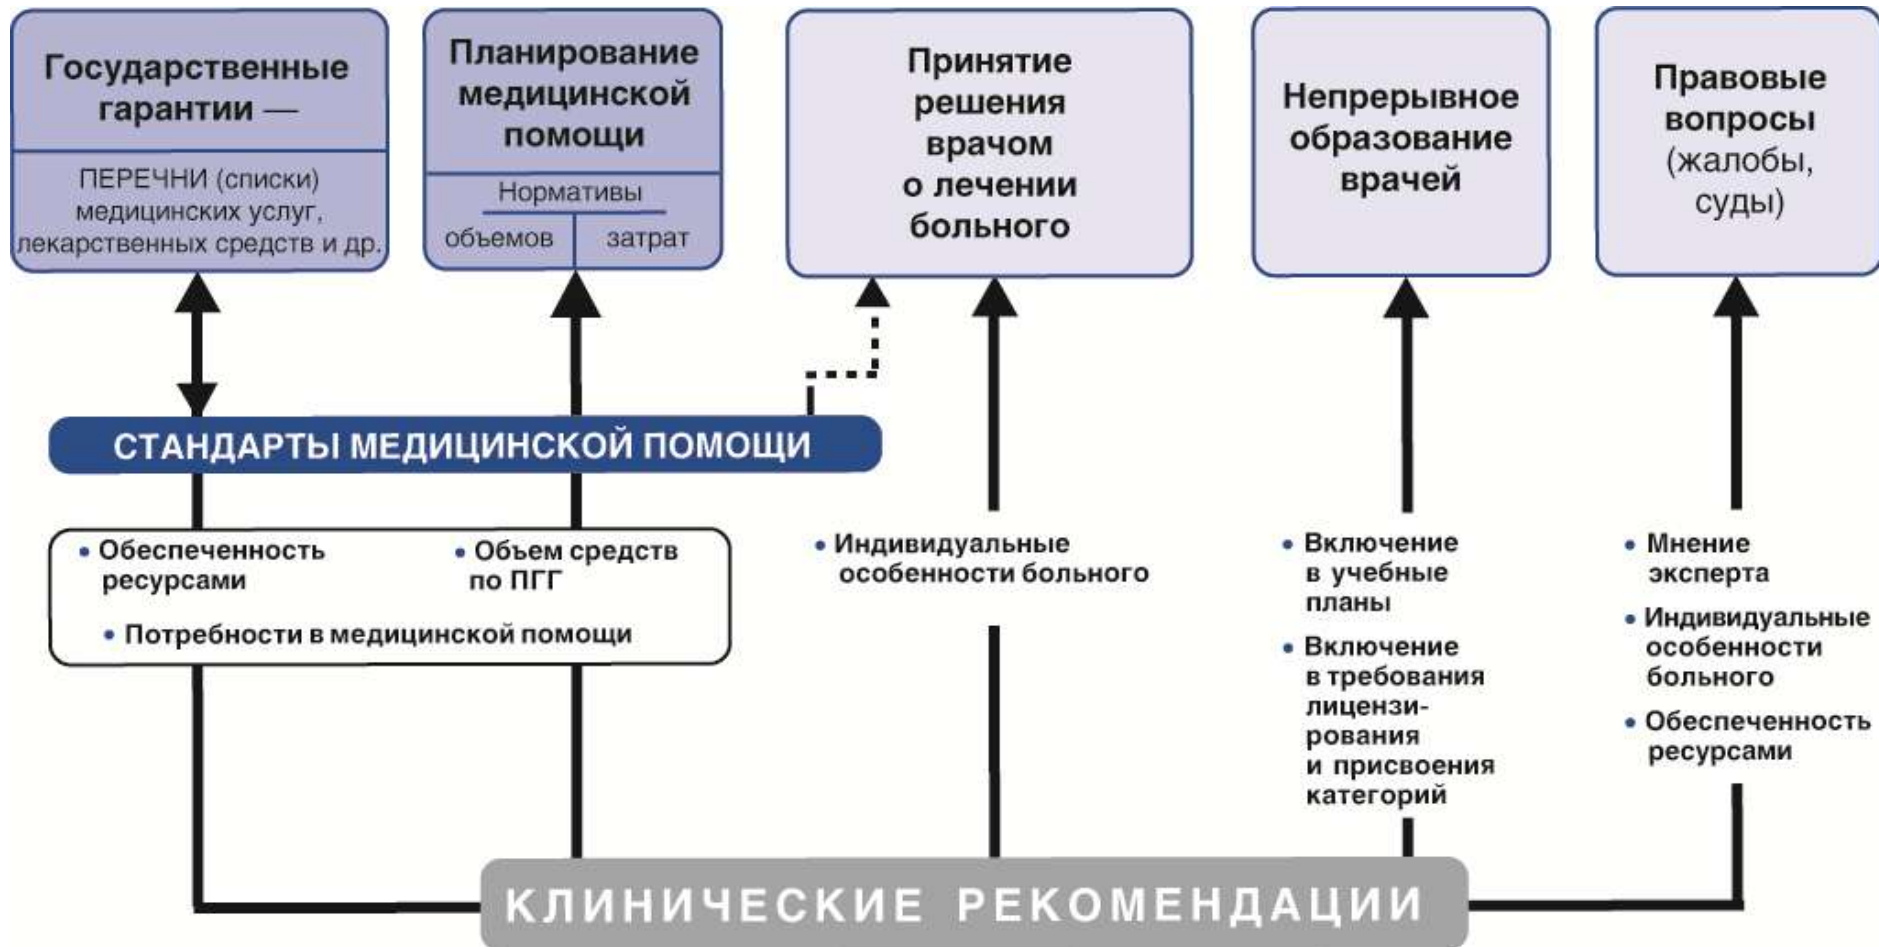 Государственные
гарантии —
ПЕРЕЧНИ (списки)
медицинских услуг,
лекарственных средств и др.
Планирование
медицинской
помощи
Нормативы
объемов
затрат
Принятие
решения
врачом
о лечении
больного
Непрерывное
образование
врачей
Правовые
вопросы
(жалобы,
суды)
СТАНДАРТЫ МЕДИЦИНСКОЙ ПОМОЩИ
• Обеспеченность
ресурсами
• Объем средств
по ПГГ
• Потребности в медицинской помощи
• Индивидуальные
особенности больного
• Включение
в учебные
планы
• Включение
в требования
лицензи-
рования
и присвоения
категорий
• Мнение
эксперта
• Индивидуальные
особенности
больного
• Обеспеченность
ресурсами
КЛИНИЧЕСКИЕ РЕКОМЕНДАЦИИ